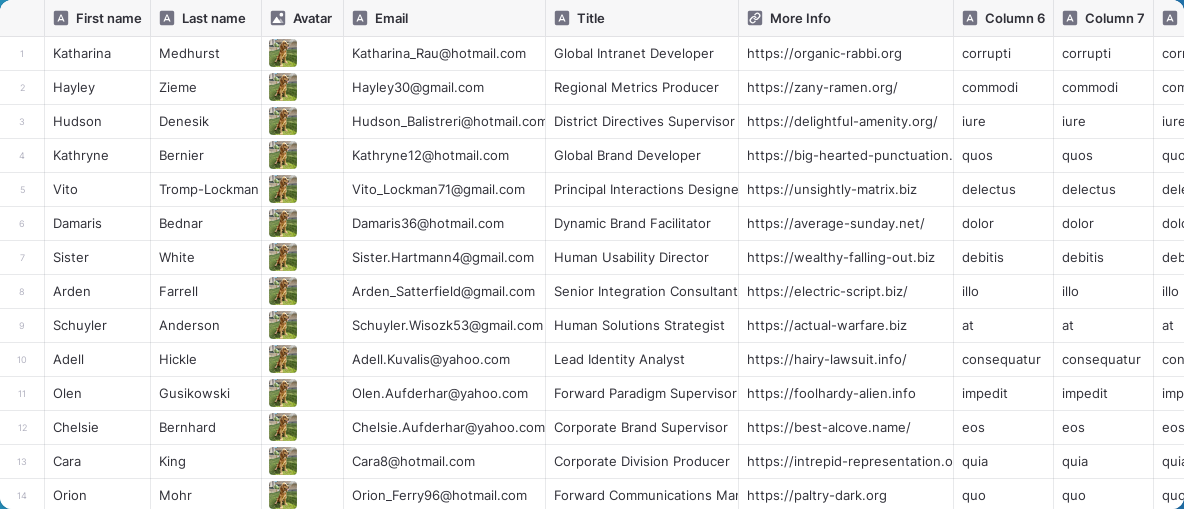 First name Last name Avatar Email Title More Info Column 6 Column 7
1 Katharina Medhurst Katharina_Rau@hotmail.com Global Intranet Developer https://organic-rabbi.org corrupti corrupti
2 Hayley Zieme Hayley30@gmail.com Regional Metrics Producer https://zany-ramen.org/ commodi commodi
3 Hudson Denesik Hudson_Balistreri@hotmail.com District Directives Supervisor https://delightful-amenity.org/ iure iure iure
4 Kathryne Bernier Kathryne12@hotmail.com Global Brand Developer https://big-hearted-punctuation. quos quos
5 Vito Tromp-Lockman Vito_Lockman71@gmail.com Principal Interactions Designe https://unsightly-matrix.biz delectus delectus
6 Damaris Bednar Damaris36@hotmail.com Dynamic Brand Facilitator https://average-sunday.net/ dolor dolor
7 Sister White Sister.Hartmann4@gmail.com Human Usability Director https://wealthy-falling-out.biz debitis debitis
8 Arden Farrell Arden_Satterfield@gmail.com Senior Integration Consultant https://electric-script.biz/ illo illo illo
9 Schuyler Anderson Schuyler.Wisozk53@gmail.com Human Solutions Strategist https://actual-warfare.biz at at at
10 Adell Hickle Adell.Kuvalis@yahoo.com Lead Identity Analyst https://hairy-lawsuit.info/ consequatur consequatur
11 Olen Gusikowski Olen.Aufderhar@yahoo.com Forward Paradigm Supervisor https://foolhardy-alien.info impedit impedit
12 Chelsie Bernhard Chelsie.Aufderhar@yahoo.com Corporate Brand Supervisor https://best-alcove.name/ eos eos eos
13 Cara King Cara8@hotmail.com Corporate Division Producer https://intrepid-representation.o quia quia quia
14 Orion Mohr Orion_Ferry96@hotmail.com Forward Communications Mar https://paltry-dark.org quo quo quo